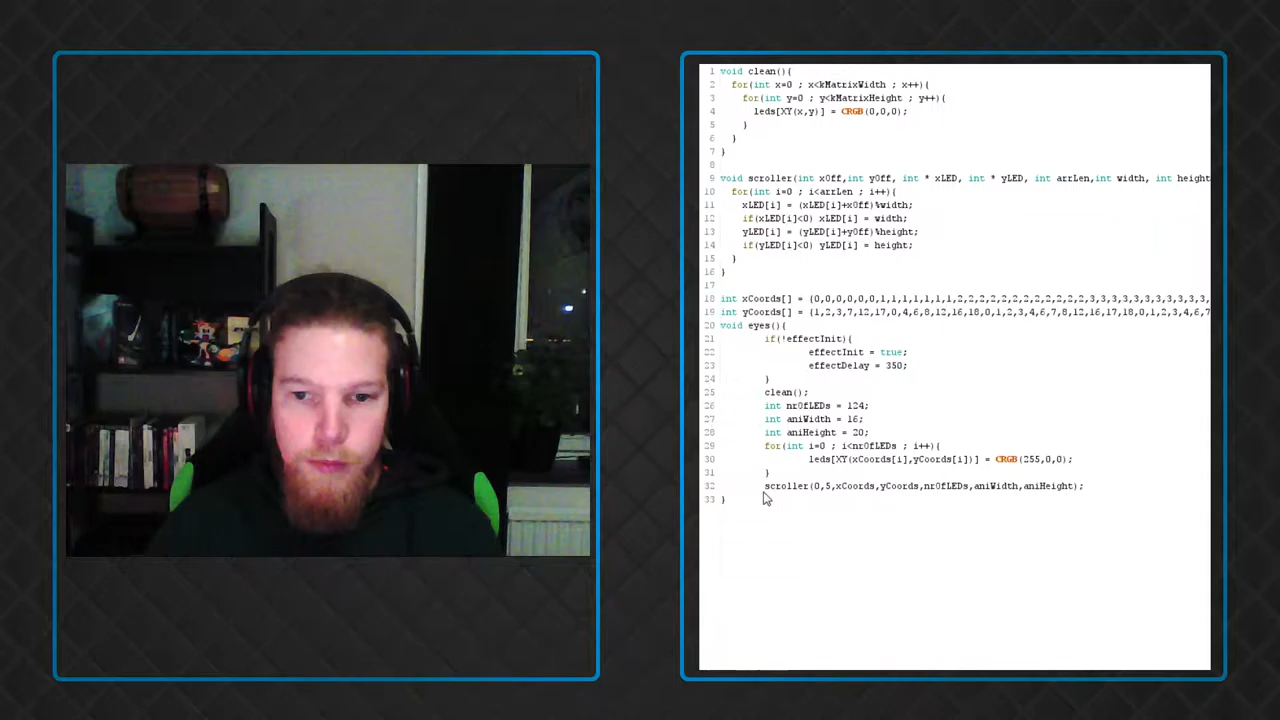 1 void clean(){
2 for(int x=0 ; x<kMatrixWidth ; x++){
3 for(int y=0 ; y<kMatrixHeight ; y++){
4 leds[XY(x,y)] = CRGB(0,0,0);
5 }
6 }
7 }
8
9 void scroller(int xOff,int yOff, int * xLED, int * yLED, int arrLen,int width, int height
10 for(int i=0 ; i<arrLen ; i++){
11 xLED[i] = (xLED[i]+xOff)%width;
12 if(xLED[i]<0) xLED[i] = width;
13 yLED[i] = (yLED[i]+yOff)%height;
14 if(yLED[i]<0) yLED[i] = height;
15 }
16 }
17
18 int xCoords[] = {0,0,0,0,0,0,1,1,1,1,1,1,1,2,2,2,2,2,2,2,2,2,2,2,2,3,3,3,3,3,3,3,3,3,3,3,
19 int yCoords[] = {1,2,3,7,12,17,0,4,6,8,12,16,18,0,1,2,3,4,6,7,8,12,16,17,18,0,1,2,3,4,6,7
20 void eyes(){
21 if(!effectInit){
22 effectInit = true;
23 effectDelay = 350;
24 }
25 clean();
26 int nrOfLEDs = 124;
27 int aniWidth = 16;
28 int aniHeight = 20;
29 for(int i=0 ; i<nrOfLEDs ; i++){
30 leds[XY(xCoords[i],yCoords[i])] = CRGB(255,0,0);
31 }
32 scroller(0,5,xCoords,yCoords,nrOfLEDs,aniWidth,aniHeight);
33 }